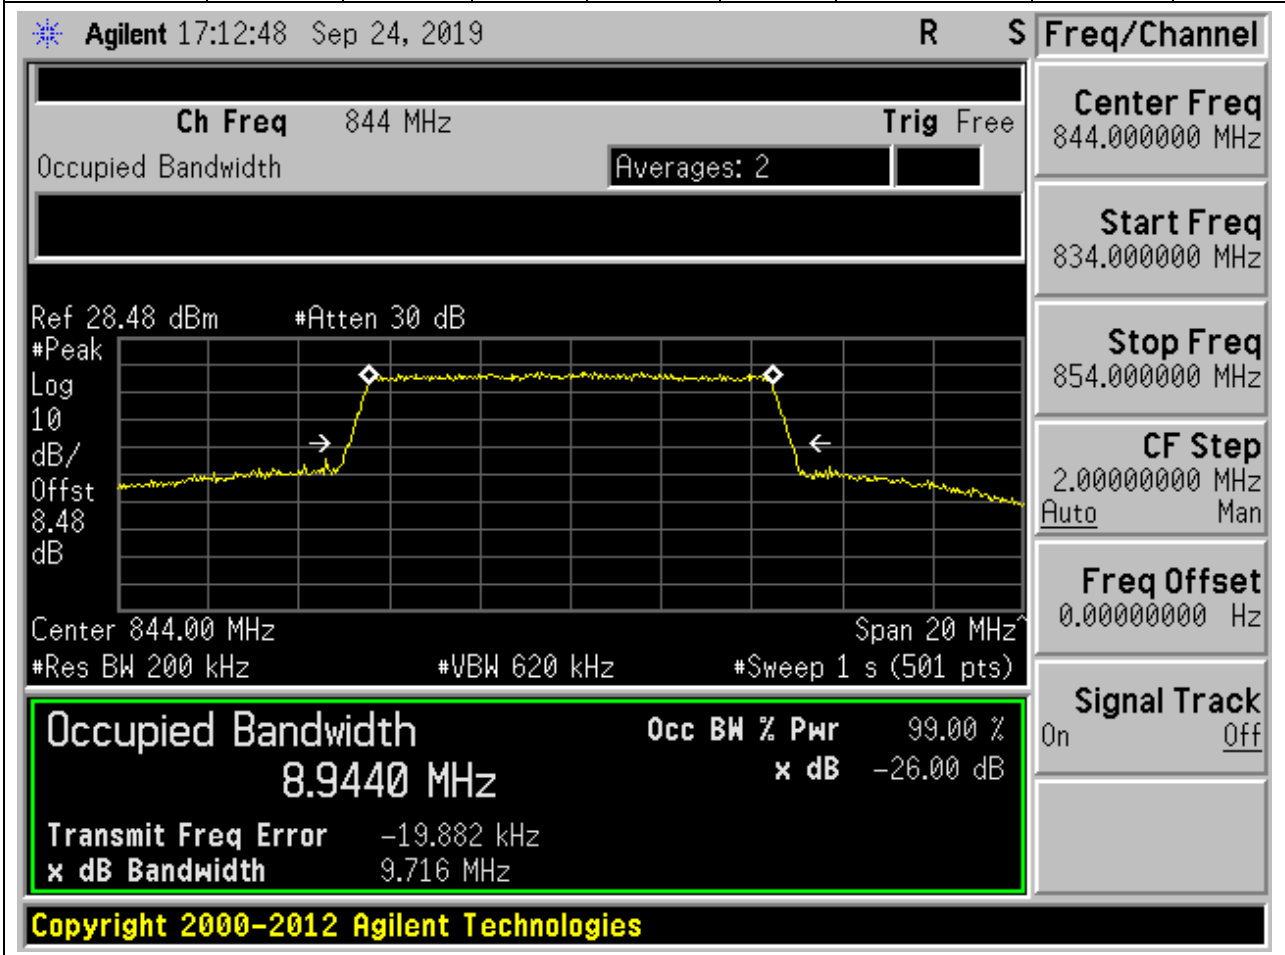 Agilent 17:12:48 Sep 24, 2019 R S
Freq/Channel
Ch Freq 844 MHz Trig Free
Occupied Bandwidth Averages: 2
Center Freq
844.000000 MHz
Start Freq
834.000000 MHz
Stop Freq
854.000000 MHz
CF Step
2.00000000 MHz
Auto Man
Freq Offset
0.00000000 Hz
Signal Track
On Off
Ref 28.48 dBm #Atten 30 dB
#Peak
Log
10
dB/
Offst
8.48
dB
Center 844.00 MHz Span 20 MHz^
#Res BW 200 kHz #VBW 620 kHz #Sweep 1 s (501 pts)
Occupied Bandwidth Occ BW % Pwr 99.00 %
8.9440 MHz x dB -26.00 dB
Transmit Freq Error -19.882 kHz
x dB Bandwidth 9.716 MHz
Copyright 2000-2012 Agilent Technologies